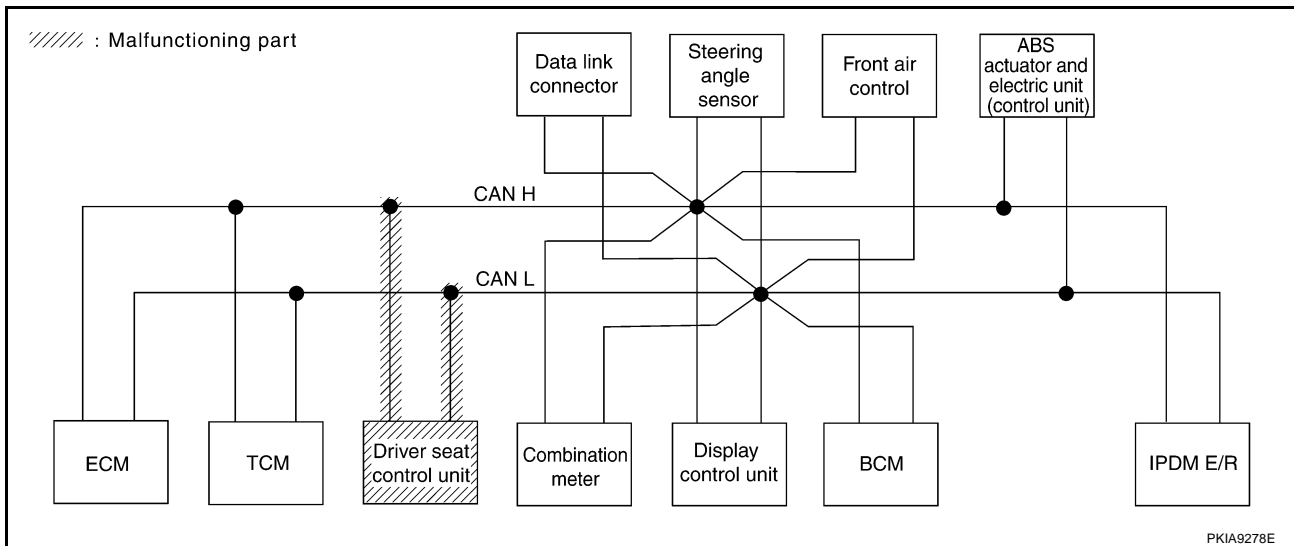 : Malfunctioning part
Data link
connector
Steering
angle
sensor
Front air
control
ABS
actuator and
electric unit
(control unit)
CAN H
CAN L
ECM
TCM
Driver seat
control unit
Combination
meter
Display
control unit
BCM
IPDM E/R
PKIA9278E